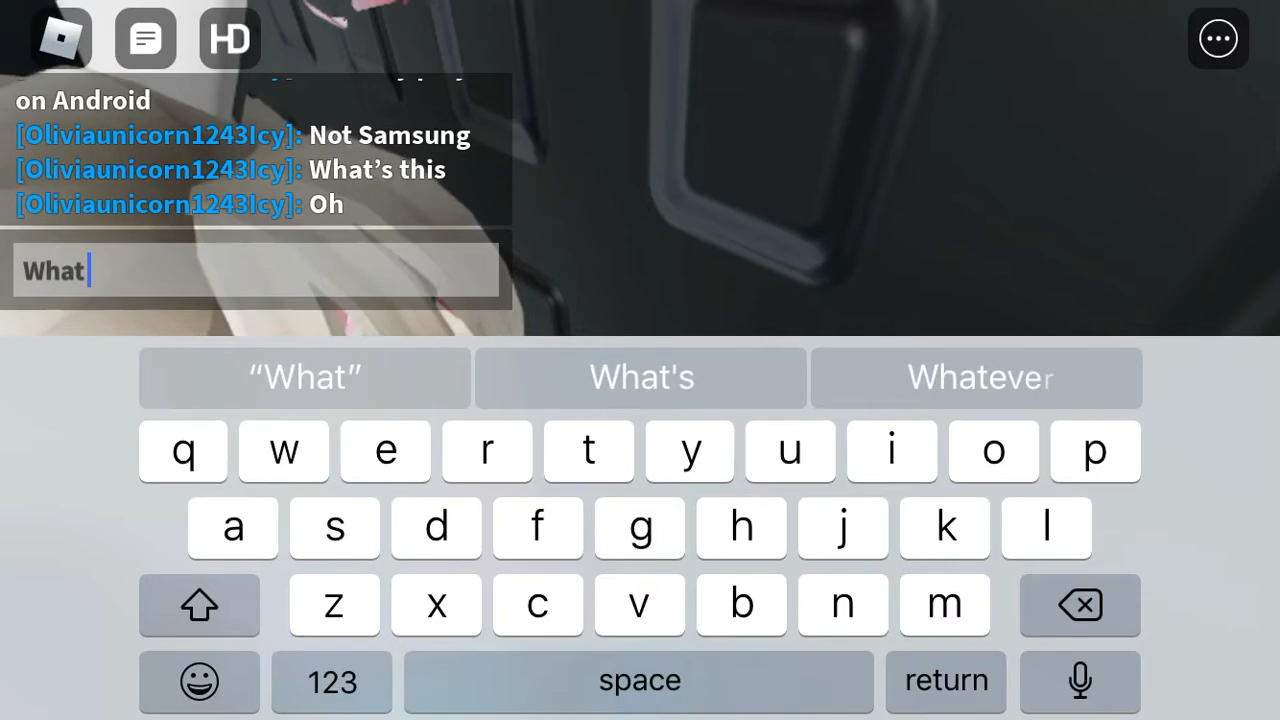 HD
on Android
[Oliviaunicorn1243Icy]: Not Samsung
[Oliviaunicorn1243Icy]: What’s this
[Oliviaunicorn1243Icy]: Oh
What
“What” What's Whatever
q w e r t y u i o p
a s d f g h j k l
z x c v b n m
123 space return